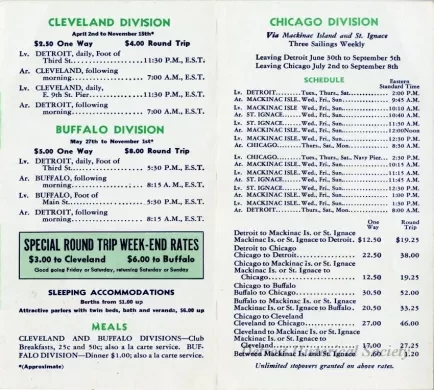 CLEVELAND DIVISION
April 2nd to November 15th*
$2.50 One Way $4.00 Round Trip
Lv. DETROIT, daily, Foot of
Third St. 11:30 P.M., E.S.T.
Ar. CLEVELAND, following
morning 7:00 A.M., E.S.T.
Lv. CLEVELAND, daily,
E. 9th St. Pier 11:30 P.M., E.S.T.
Ar. DETROIT, following
morning 7:00 A.M., E.S.T.
BUFFALO DIVISION
May 27th to November 1st*
$5.00 One Way $8.00 Round Trip
Lv. DETROIT, daily, Foot of
Third St. 5:30 P.M., E.S.T.
Ar. BUFFALO, following
morning 8:15 A.M., E.S.T.
Lv. BUFFALO, Foot of
Main St. 5:30 P.M., E.S.T.
Ar. DETROIT, following
morning 8:15 A.M., E.S.T.
SPECIAL ROUND TRIP WEEK-END RATES
$3.00 to Cleveland $6.00 to Buffalo
Good going Friday or Saturday, returning Saturday or Sunday
SLEEPING ACCOMMODATIONS
Berths from $1.00 up
Attractive parlors with twin beds, bath and veranda, $6.00 up
MEALS
CLEVELAND AND BUFFALO DIVISIONS—Club
Breakfasts, 25c and 50c; also a la carte service. BUF-
FALO DIVISION—Dinner $1.00; also a la carte service.
*(Approximate)
CHICAGO DIVISION
Via Mackinac Island and St. Ignace
Three Sailings Weekly
Leaving Detroit June 30th to September 5th
Leaving Chicago July 2nd to September 8th
SCHEDULE
Eastern
Standard Time
Lv. DETROIT Tues., Thurs., Sat. 2:00 P.M.
Ar. MACKINAC ISLE. Wed., Fri., Sun. 9:45 A.M.
Lv. MACKINAC ISLE. Wed., Fri., Sun. 10:10 A.M.
Ar. ST. IGNACE Wed., Fri., Sun. 10:40 A.M.
Lv. ST. IGNACE Wed., Fri., Sun. 11:30 A.M.
Ar. MACKINAC ISLE. Wed., Fri., Sun. 12:00Noon
Lv. MACKINAC ISLE. Wed., Fri., Sun. 12:30 P.M.
Ar. CHICAGO Thurs., Sat., Mon. 8:30 A.M.
Lv. CHICAGO Tues., Thurs., Sat., Navy Pier 2:30 P.M.
Ar. MACKINAC ISLE. Wed., Fri., Sun. 10:15 A.M.
Lv. MACKINAC ISLE. Wed., Fri., Sun. 11:15 A.M.
Ar. ST. IGNACE Wed., Fri., Sun. 11:45 A.M.
Lv. ST. IGNACE Wed., Fri., Sun. 12:30 P.M.
Ar. MACKINAC ISLE. Wed., Fri., Sun. 1:00 P.M.
Lv. MACKINAC ISLE. Wed., Fri., Sun. 1:30 P.M.
Ar. DETROIT Thurs., Sat., Mon. 8:00 A.M.
One Way Round Trip
Detroit to Mackinac Is. or St. Ignace
Mackinac Is. or St. Ignace to Detroit. $12.50 $19.25
Detroit to Chicago
Chicago to Detroit 22.50 38.00
Chicago to Mackinac Is. or St. Ignace
Mackinac Is. or St. Ignace to
Chicago 12.50 19.25
Chicago to Buffalo
Buffalo to Chicago 30.50 52.00
Buffalo to Mackinac Is. or St. Ignace
Mackinac Is. or St. Ignace to Buffalo. 20.50 33.25
Chicago to Cleveland
Cleveland to Chicago 27.00 46.00
Cleveland to Mackinac Is. or St. Ignace
Mackinac Is. or St. Ignace to
Cleveland 17.00 27.25
Between Mackinac Is. and St. Ignace .60 1.20
Unlimited stopovers granted on above rates.